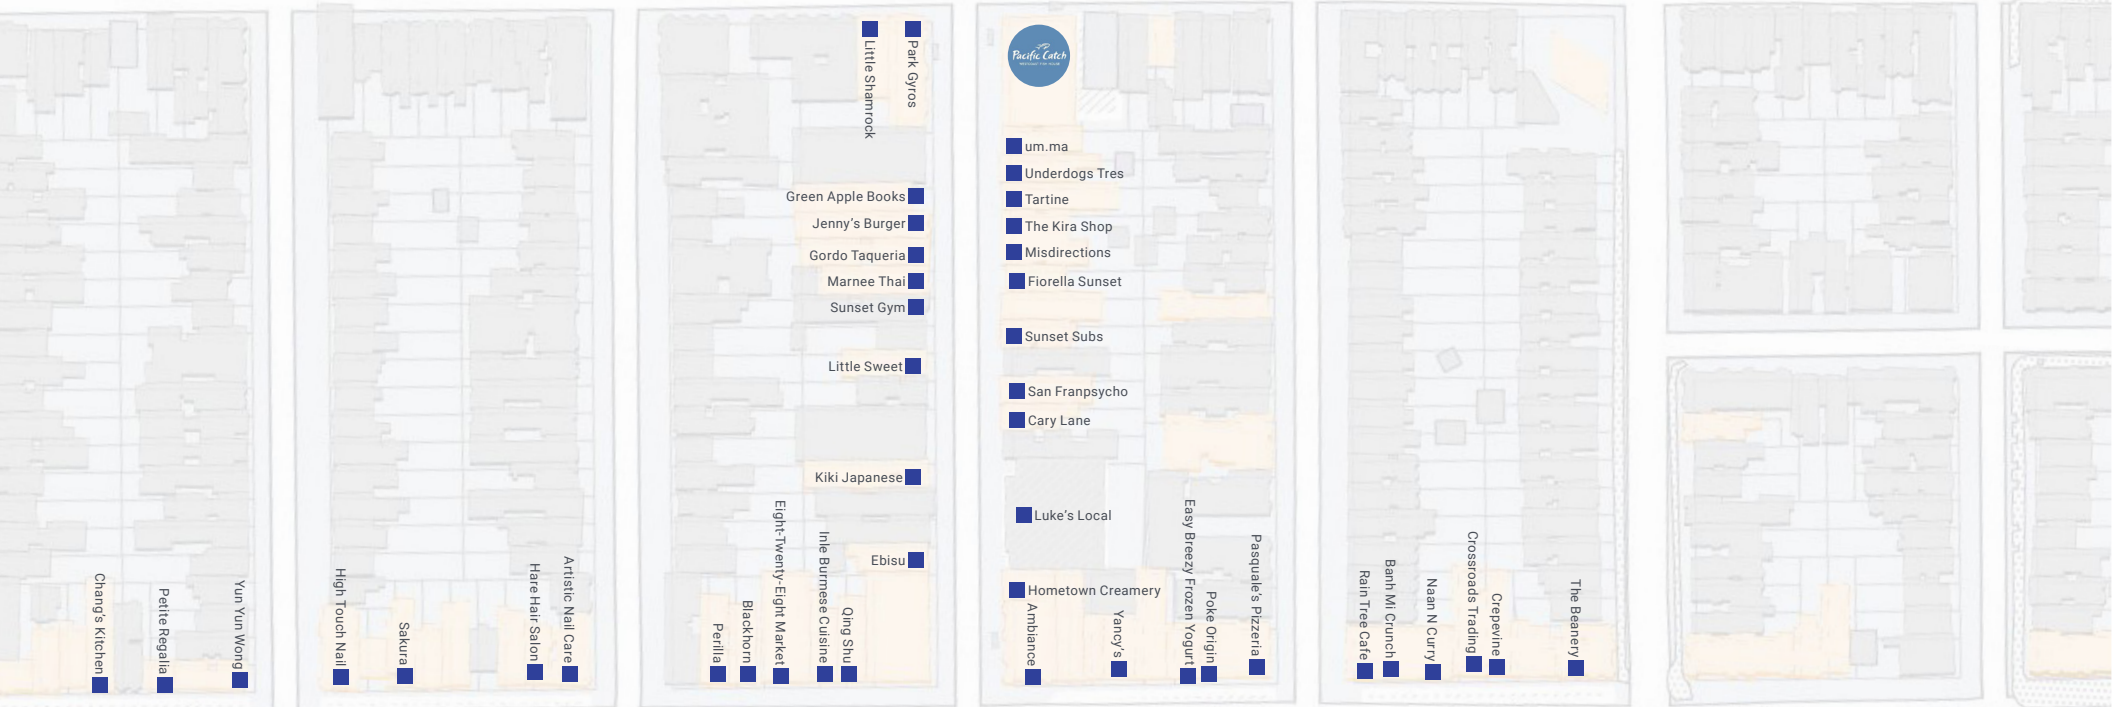 Little Shamrock
Park Gyros
Pacific Catch
um.ma
Underdogs Tres
Tartine
The Kira Shop
Misdirections
Fiorella Sunset
Sunset Subs
San Franpsycho
Cary Lane
Luke's Local
Hometown Creamery
Green Apple Books
Jenny's Burger
Gordo Taqueria
Marnee Thai
Sunset Gym
Little Sweet
Kiki Japanese
Ebisu
Chang's Kitchen
Petite Regalia
Yun Yun Wong
High Touch Nail
Sakura
Hane Hair Salon
Artistic Nail Care
Perilla
Blackhorn
Eight-Twenty-Eight Market
Inle Burmese Cuisine
Qing Shu
Ambiance
Yancy's
Easy Breezy Frozen Yogurt
Poke Origin
Pasquale's Pizzeria
Rain Tree Cafe
Banh Mi Crunch
Naan N Curry
Crossroads Trading
Crepevine
The Beanery